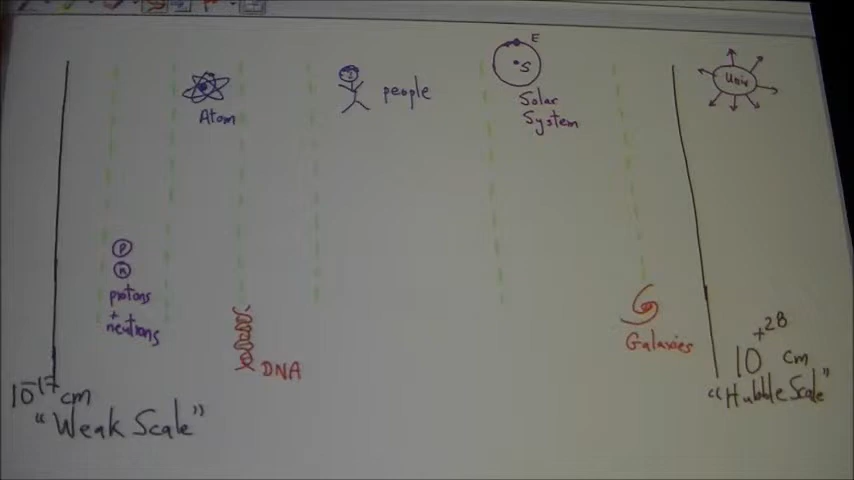 E
S
Univ
Atom
people
Solar
System
P
n
protons
+
neutrons
DNA
Galaxies
10⁻¹⁷ cm
"Weak Scale"
10⁺²⁸ cm
"Hubble Scale"